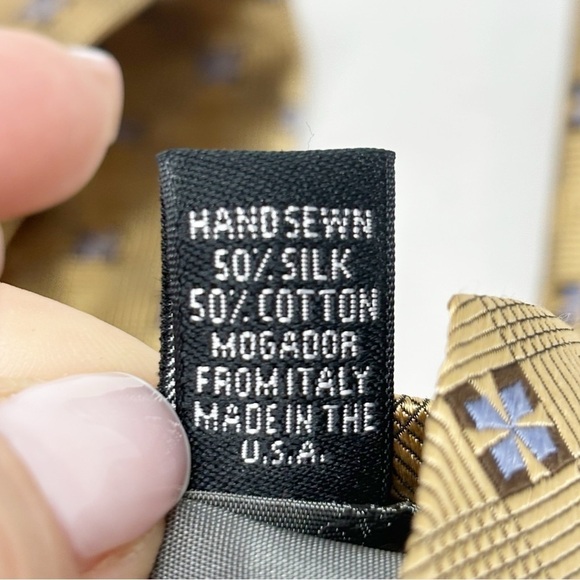 HAND SEWN
50% SILK
50% COTTON
MOGADOR
FROM ITALY
MADE IN THE
U.S.A.